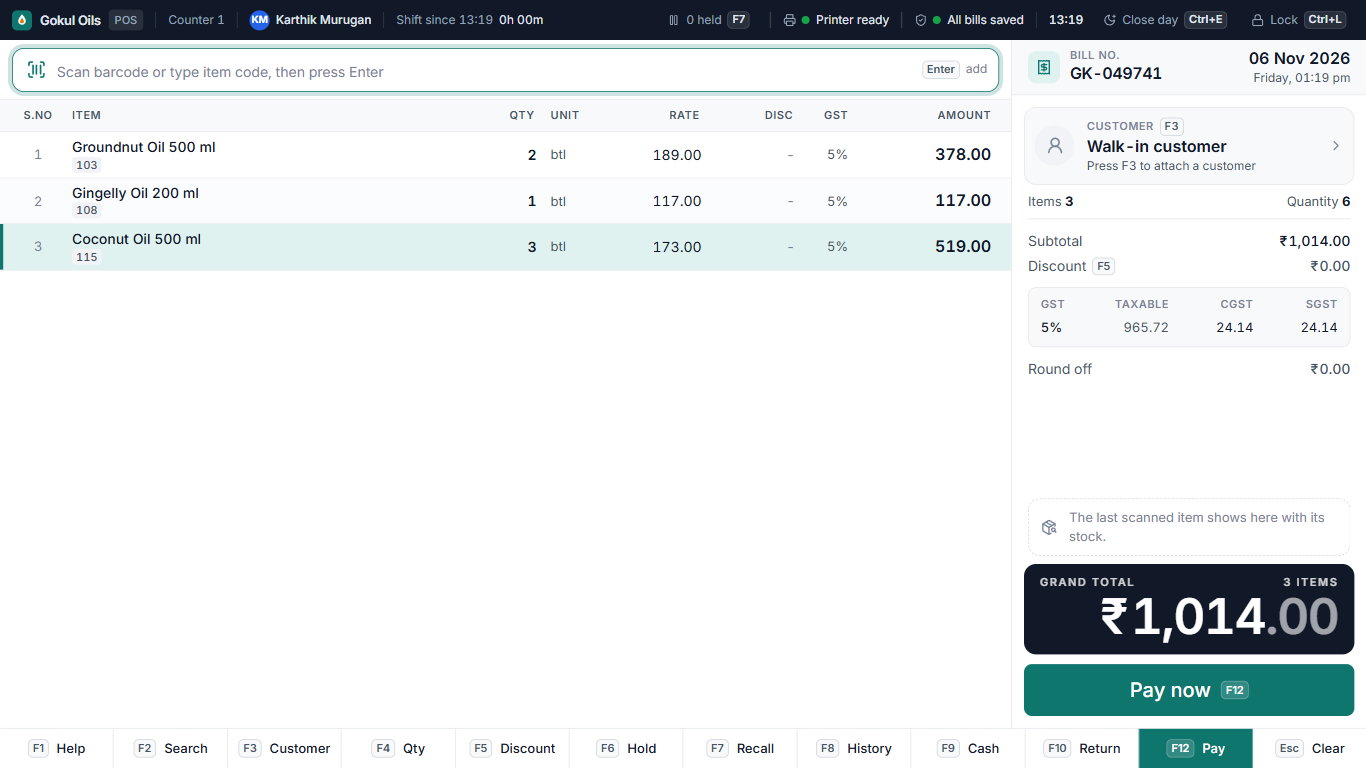 Gokul Oils POS Counter 1 KM Karthik Murugan Shift since 13:19 0h 00m 0 held F7 Printer ready All bills saved 13:19 Close day Ctrl+E Lock Ctrl+L
Scan barcode or type item code, then press Enter Enter add
S.NO ITEM QTY UNIT RATE DISC GST AMOUNT
1 Groundnut Oil 500 ml 2 btl 189.00 - 5% 378.00
103
2 Gingelly Oil 200 ml 1 btl 117.00 - 5% 117.00
108
3 Coconut Oil 500 ml 3 btl 173.00 - 5% 519.00
115
BILL NO.
GK-049741
06 Nov 2026
Friday, 01:19 pm
CUSTOMER F3
Walk-in customer
Press F3 to attach a customer
Items 3 Quantity 6
Subtotal ₹1,014.00
Discount F5 ₹0.00
GST TAXABLE CGST SGST
5% 965.72 24.14 24.14
Round off ₹0.00
The last scanned item shows here with its
stock.
GRAND TOTAL 3 ITEMS
₹1,014.00
Pay now F12
F1 Help F2 Search F3 Customer F4 Qty F5 Discount F6 Hold F7 Recall F8 History F9 Cash F10 Return F12 Pay Esc Clear